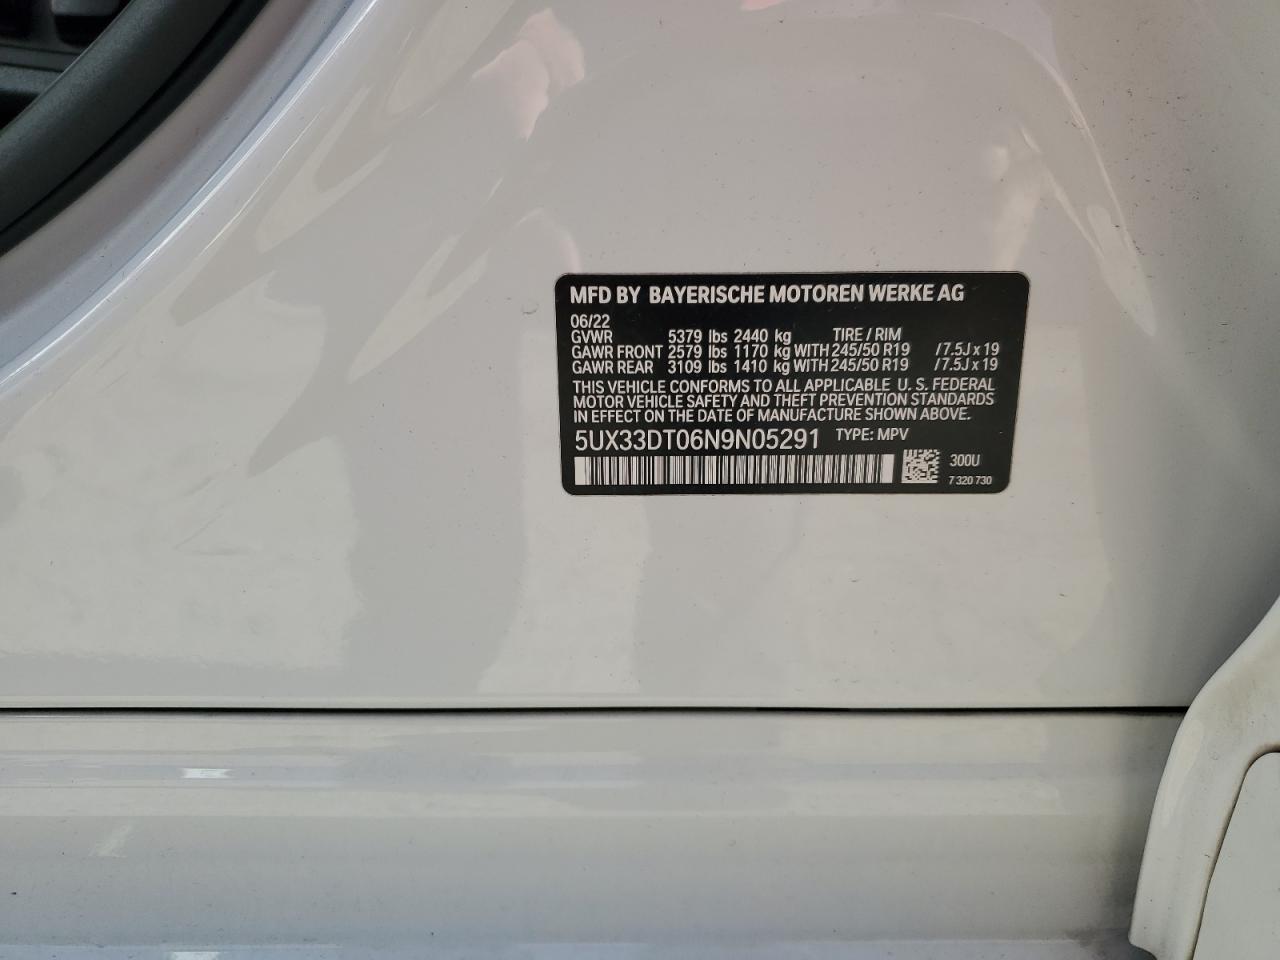 MFD BY BAYERISCHE MOTOREN WERKE AG
06/22
GVWR 5379 lbs 2440 kg TIRE / RIM
GAWR FRONT 2579 lbs 1170 kg WITH 245/50 R19 / 7.5J x 19
GAWR REAR 3109 lbs 1410 kg WITH 245/50 R19 / 7.5J x 19
THIS VEHICLE CONFORMS TO ALL APPLICABLE U. S. FEDERAL
MOTOR VEHICLE SAFETY AND THEFT PREVENTION STANDARDS
IN EFFECT ON THE DATE OF MANUFACTURE SHOWN ABOVE.
5UX33DT06N9N05291 TYPE: MPV
300U
7 320 730